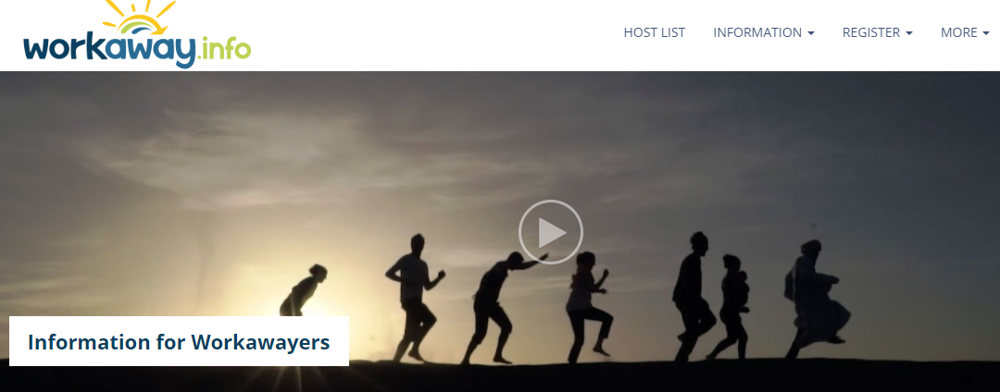 workaway.info
HOST LIST
INFORMATION
REGISTER
MORE
Information for Workawayers